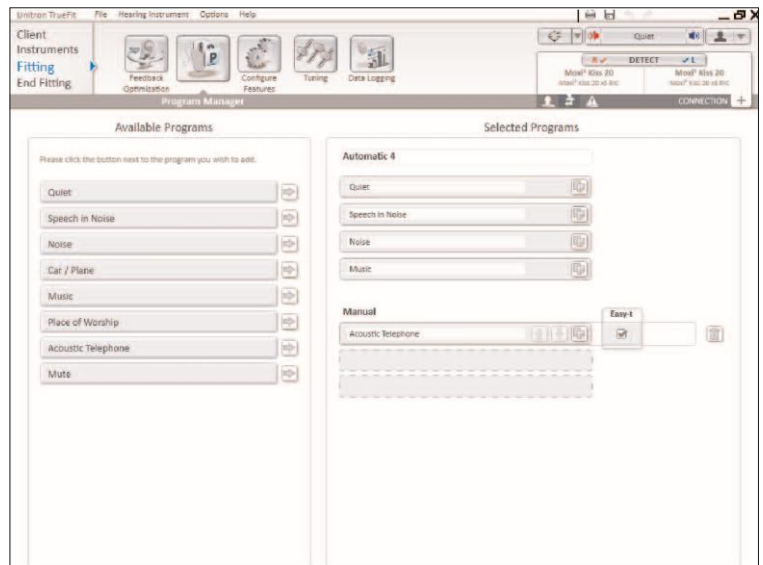 Unitron TrueFit File Hearing Instrument Options Help
Client
Instruments
Fitting
End Fitting
Feedback
Optimization
Configure
Features
Tuning
Data Logging
Program Manager
Quiet
R DETECT L
Moxi² Kiss 20 Moxi² Kiss 20
CONNECTION
Available Programs
Please click the button next to the program you wish to add.
Quiet
Speech in Noise
Noise
Car / Plane
Music
Place of Worship
Acoustic Telephone
Mute
Selected Programs
Automatic 4
Quiet
Speech in Noise
Noise
Music
Manual
Easy-t
Acoustic Telephone